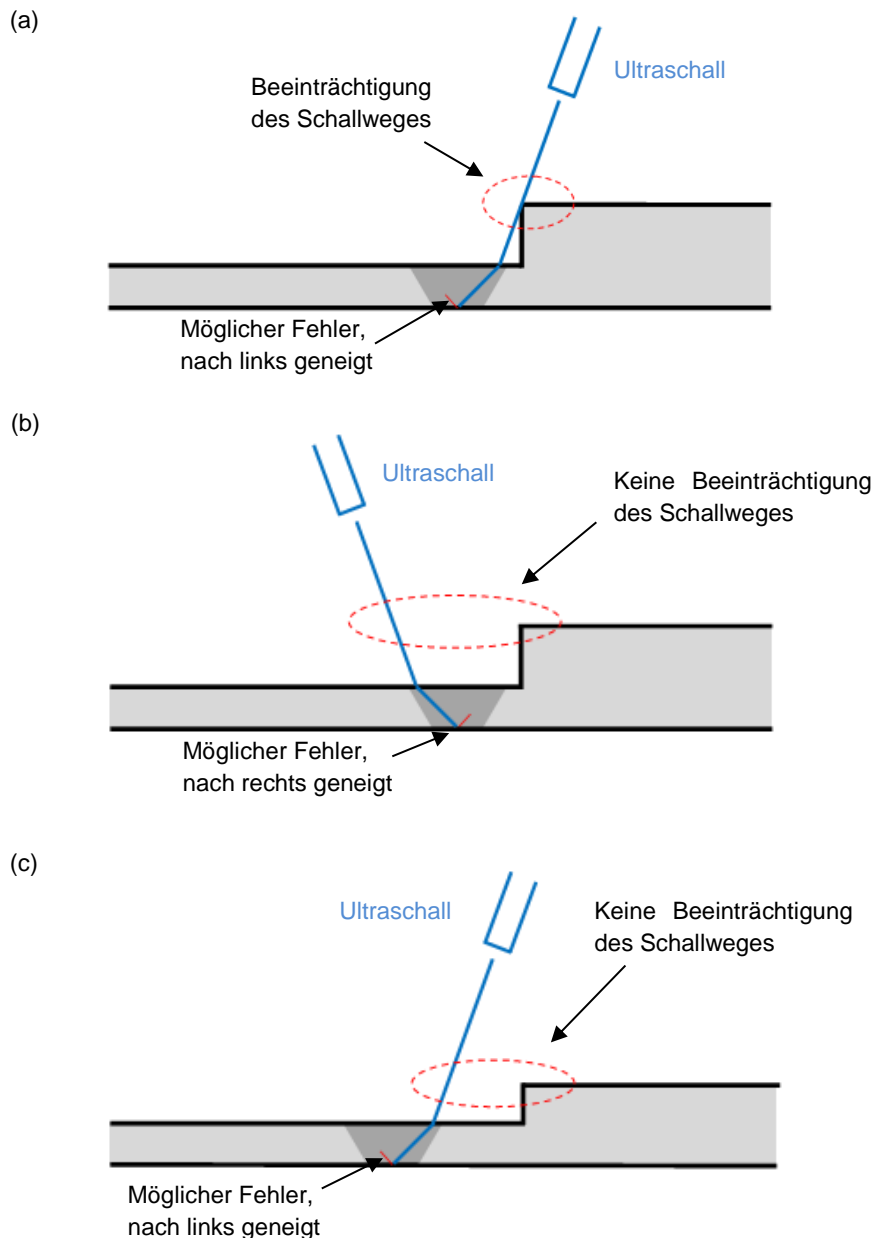 (a)
Ultraschall
Beeinträchtigung
des Schallweges
Möglicher Fehler,
nach links geneigt
(b)
Ultraschall
Keine Beeinträchtigung
des Schallweges
Möglicher Fehler,
nach rechts geneigt
(c)
Ultraschall
Keine Beeinträchtigung
des Schallweges
Möglicher Fehler,
nach links geneigt